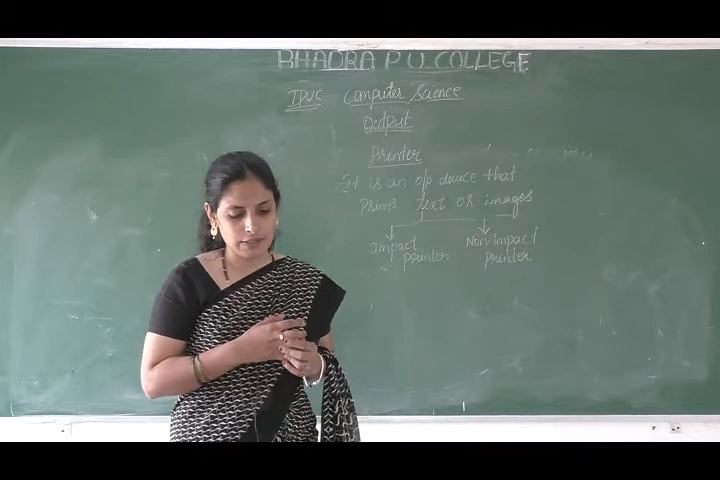 BHADRA P U COLLEGE
I PUC Computer Science
Output
Printer
- It is an o/p device that
prints text or images
Impact printer
Non-impact printer